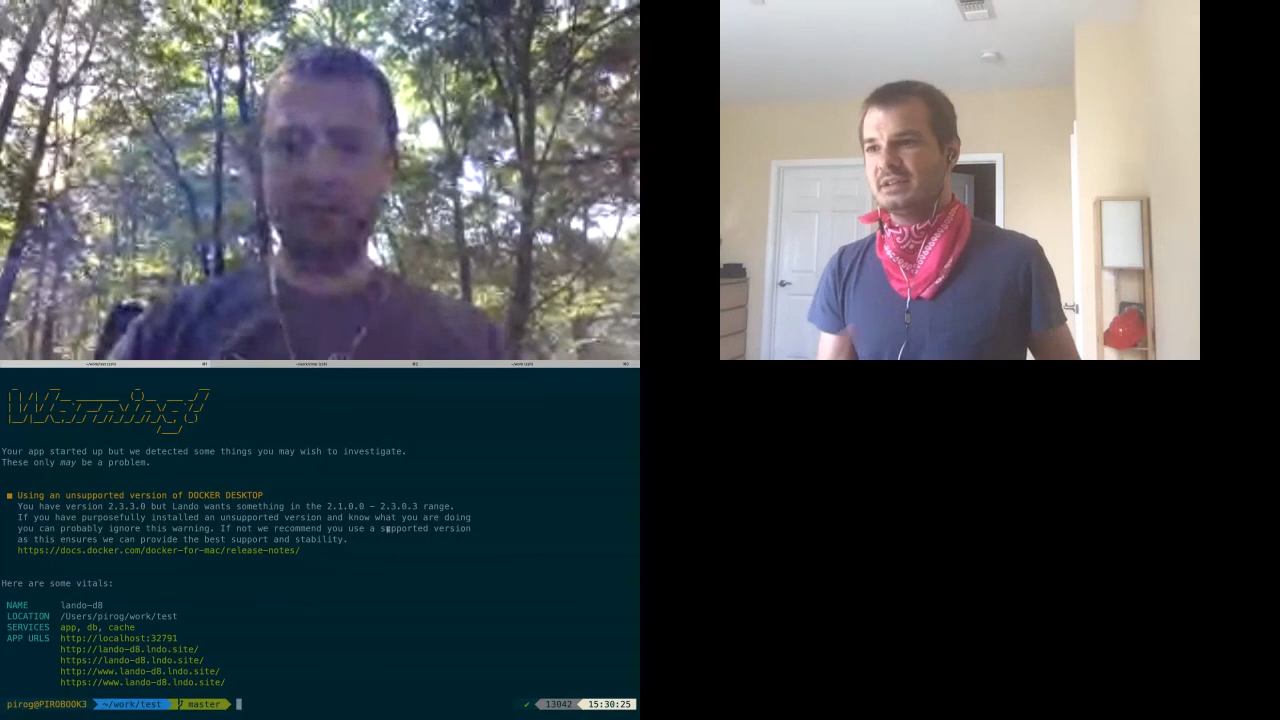 Warning!
Your app started up but we detected some things you may wish to investigate.
These only may be a problem.
■ Using an unsupported version of DOCKER DESKTOP
You have version 2.3.3.0 but Lando wants something in the 2.1.0.0 - 2.3.0.3 range.
If you have purposefully installed an unsupported version and know what you are doing
you can probably ignore this warning. If not we recommend you use a supported version
as this ensures we can provide the best support and stability.
https://docs.docker.com/docker-for-mac/release-notes/
Here are some vitals:
NAME lando-d8
LOCATION /Users/pirog/work/test
SERVICES app, db, cache
APP URLS http://localhost:32791
http://lando-d8.lndo.site/
https://lando-d8.lndo.site/
http://www.lando-d8.lndo.site/
https://www.lando-d8.lndo.site/
pirog@PIROBOOK3 ~/work/test master ✔ 13042 15:30:25